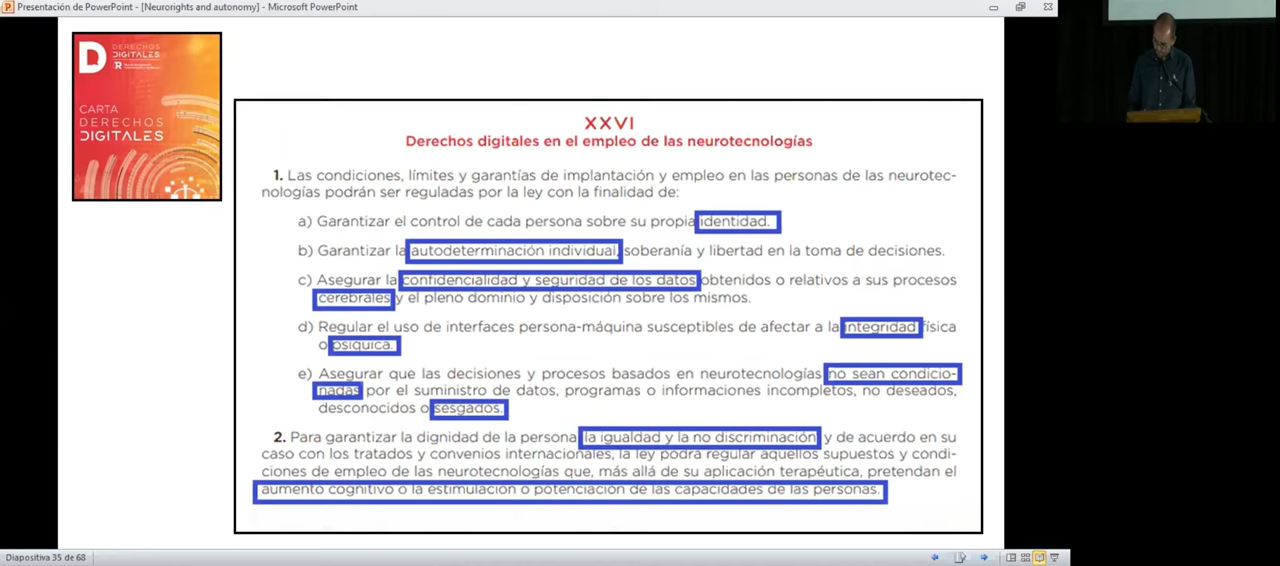 Presentación de PowerPoint - [Neurorights and autonomy] - Microsoft PowerPoint
DERECHOS
DIGITALES
CARTA
DERECHOS
DIGITALES
XXVI
Derechos digitales en el empleo de las neurotecnologías
1. Las condiciones, límites y garantías de implantación y empleo en las personas de las neurotec-
nologías podrán ser reguladas por la ley con la finalidad de:
a) Garantizar el control de cada persona sobre su propia identidad.
b) Garantizar la autodeterminación individual, soberanía y libertad en la toma de decisiones.
c) Asegurar la confidencialidad y seguridad de los datos obtenidos o relativos a sus procesos
cerebrales y el pleno dominio y disposición sobre los mismos.
d) Regular el uso de interfaces persona-máquina susceptibles de afectar a la integridad física
o psíquica.
e) Asegurar que las decisiones y procesos basados en neurotecnologías no sean condicio-
nadas por el suministro de datos, programas o informaciones incompletos, no deseados,
desconocidos o sesgados.
2. Para garantizar la dignidad de la persona, la igualdad y la no discriminación, y de acuerdo en su
caso con los tratados y convenios internacionales, la ley podrá regular aquellos supuestos y condi-
ciones de empleo de las neurotecnologías que, más allá de su aplicación terapéutica, pretendan el
aumento cognitivo o la estimulación o potenciación de las capacidades de las personas.
Diapositiva 35 de 68